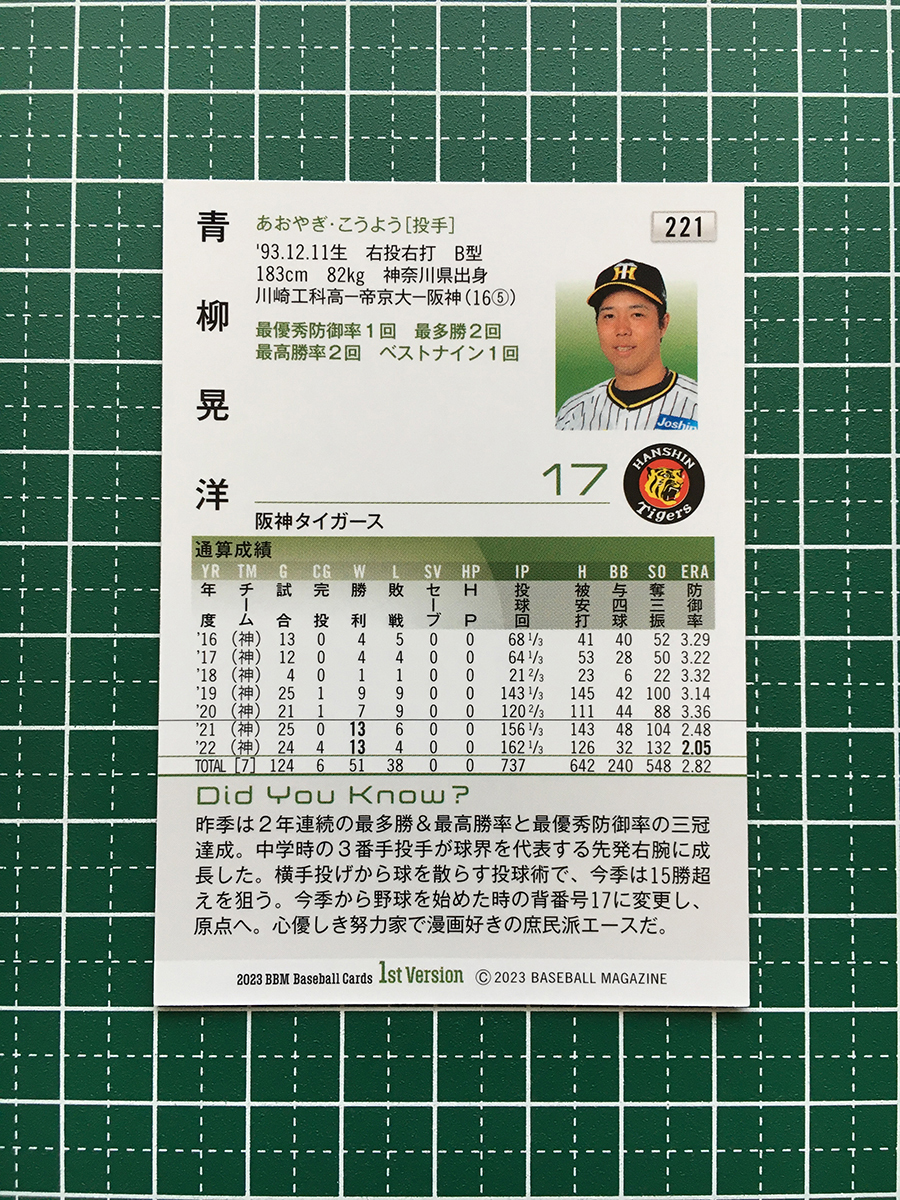 青柳晃洋
あおやぎ・こうよう[投手]
221
'93.12.11生 右投右打 B型
183cm 82kg 神奈川県出身
川崎工科高ー帝京大ー阪神(16⑤)
最優秀防御率1回 最多勝2回
最高勝率2回 ベストナイン1回
TH
Joshin
17
HANSHIN
Tigers
阪神タイガース
通算成績
YR TM G CG W L SV HP IP H BB SO ERA
年度 チーム 試合 完投 勝利 敗戦 セーブ HP 投球回 被安打 与四球 奪三振 防御率
'16 (神) 13 0 4 5 0 0 68 1/3 41 40 52 3.29
'17 (神) 12 0 4 4 0 0 64 1/3 53 28 50 3.22
'18 (神) 4 0 1 1 0 0 21 2/3 23 6 22 3.32
'19 (神) 25 1 9 9 0 0 143 1/3 145 42 100 3.14
'20 (神) 21 1 7 9 0 0 120 2/3 111 44 88 3.36
'21 (神) 25 0 13 6 0 0 156 1/3 143 48 104 2.48
'22 (神) 24 4 13 4 0 0 162 1/3 126 32 132 2.05
TOTAL [7] 124 6 51 38 0 0 737 642 240 548 2.82
Did You Know?
昨季は2年連続の最多勝&最高勝率と最優秀防御率の三冠
達成。中学時の3番手投手が球界を代表する先発右腕に成
長した。横手投げから球を散らす投球術で、今季は15勝超
えを狙う。今季から野球を始めた時の背番号17に変更し、
原点へ。心優しき努力家で漫画好きの庶民派エースだ。
2023 BBM Baseball Cards 1st Version ©2023 BASEBALL MAGAZINE